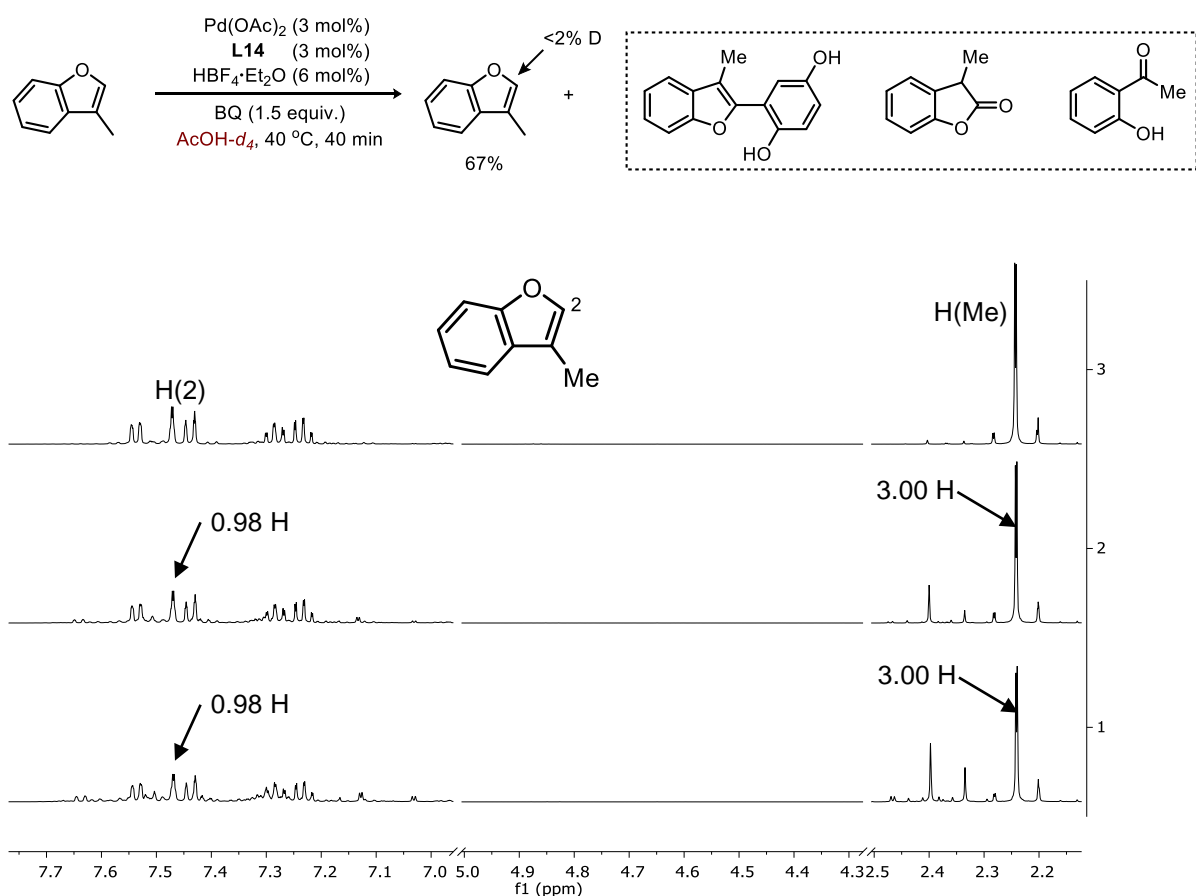 Pd(OAc)2 (3 mol%)
L14 (3 mol%)
HBF4•Et2O (6 mol%)
BQ (1.5 equiv.)
AcOH-d4, 40 oC, 40 min
O
O
<2% D
67%
+
Me
OH
O
HO
Me
O
O
O
Me
OH
O
2
Me
H(2)
H(Me)
3
0.98 H
3.00 H
2
0.98 H
3.00 H
1
7.7 7.6 7.5 7.4 7.3 7.2 7.1 7.0 5.0 4.9 4.8 4.7 4.6 4.5 4.4 4.3 2.5 2.4 2.3 2.2
f1 (ppm)